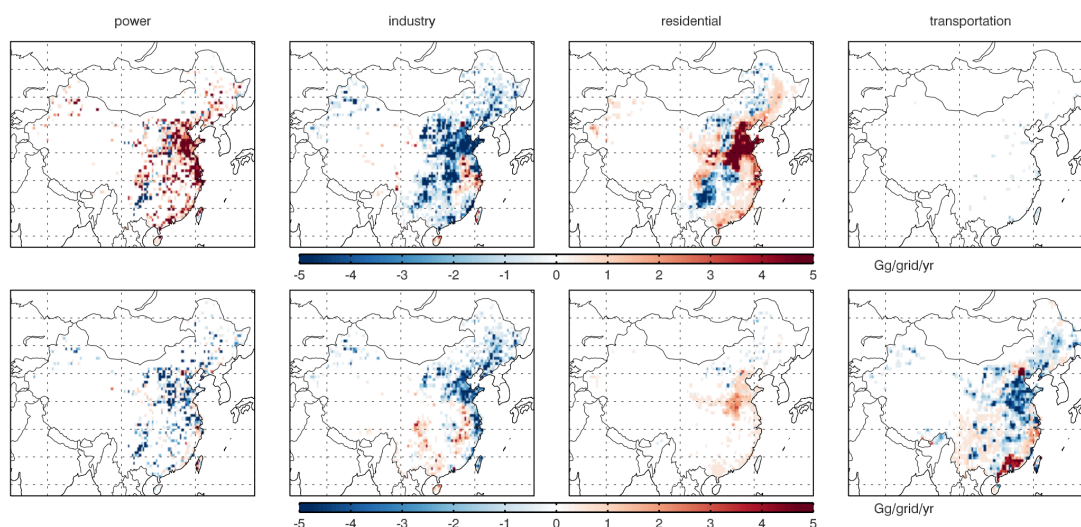 power industry residential transportation
-5 -4 -3 -2 -1 0 1 2 3 4 5 Gg/grid/yr
-5 -4 -3 -2 -1 0 1 2 3 4 5 Gg/grid/yr